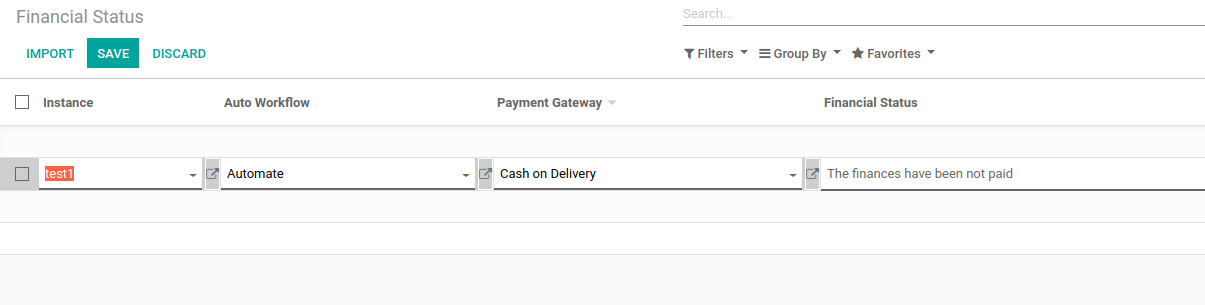 Financial Status
Search...
IMPORT SAVE DISCARD
Filters Group By Favorites
Instance Auto Workflow Payment Gateway Financial Status
test1 Automate Cash on Delivery The finances have been not paid